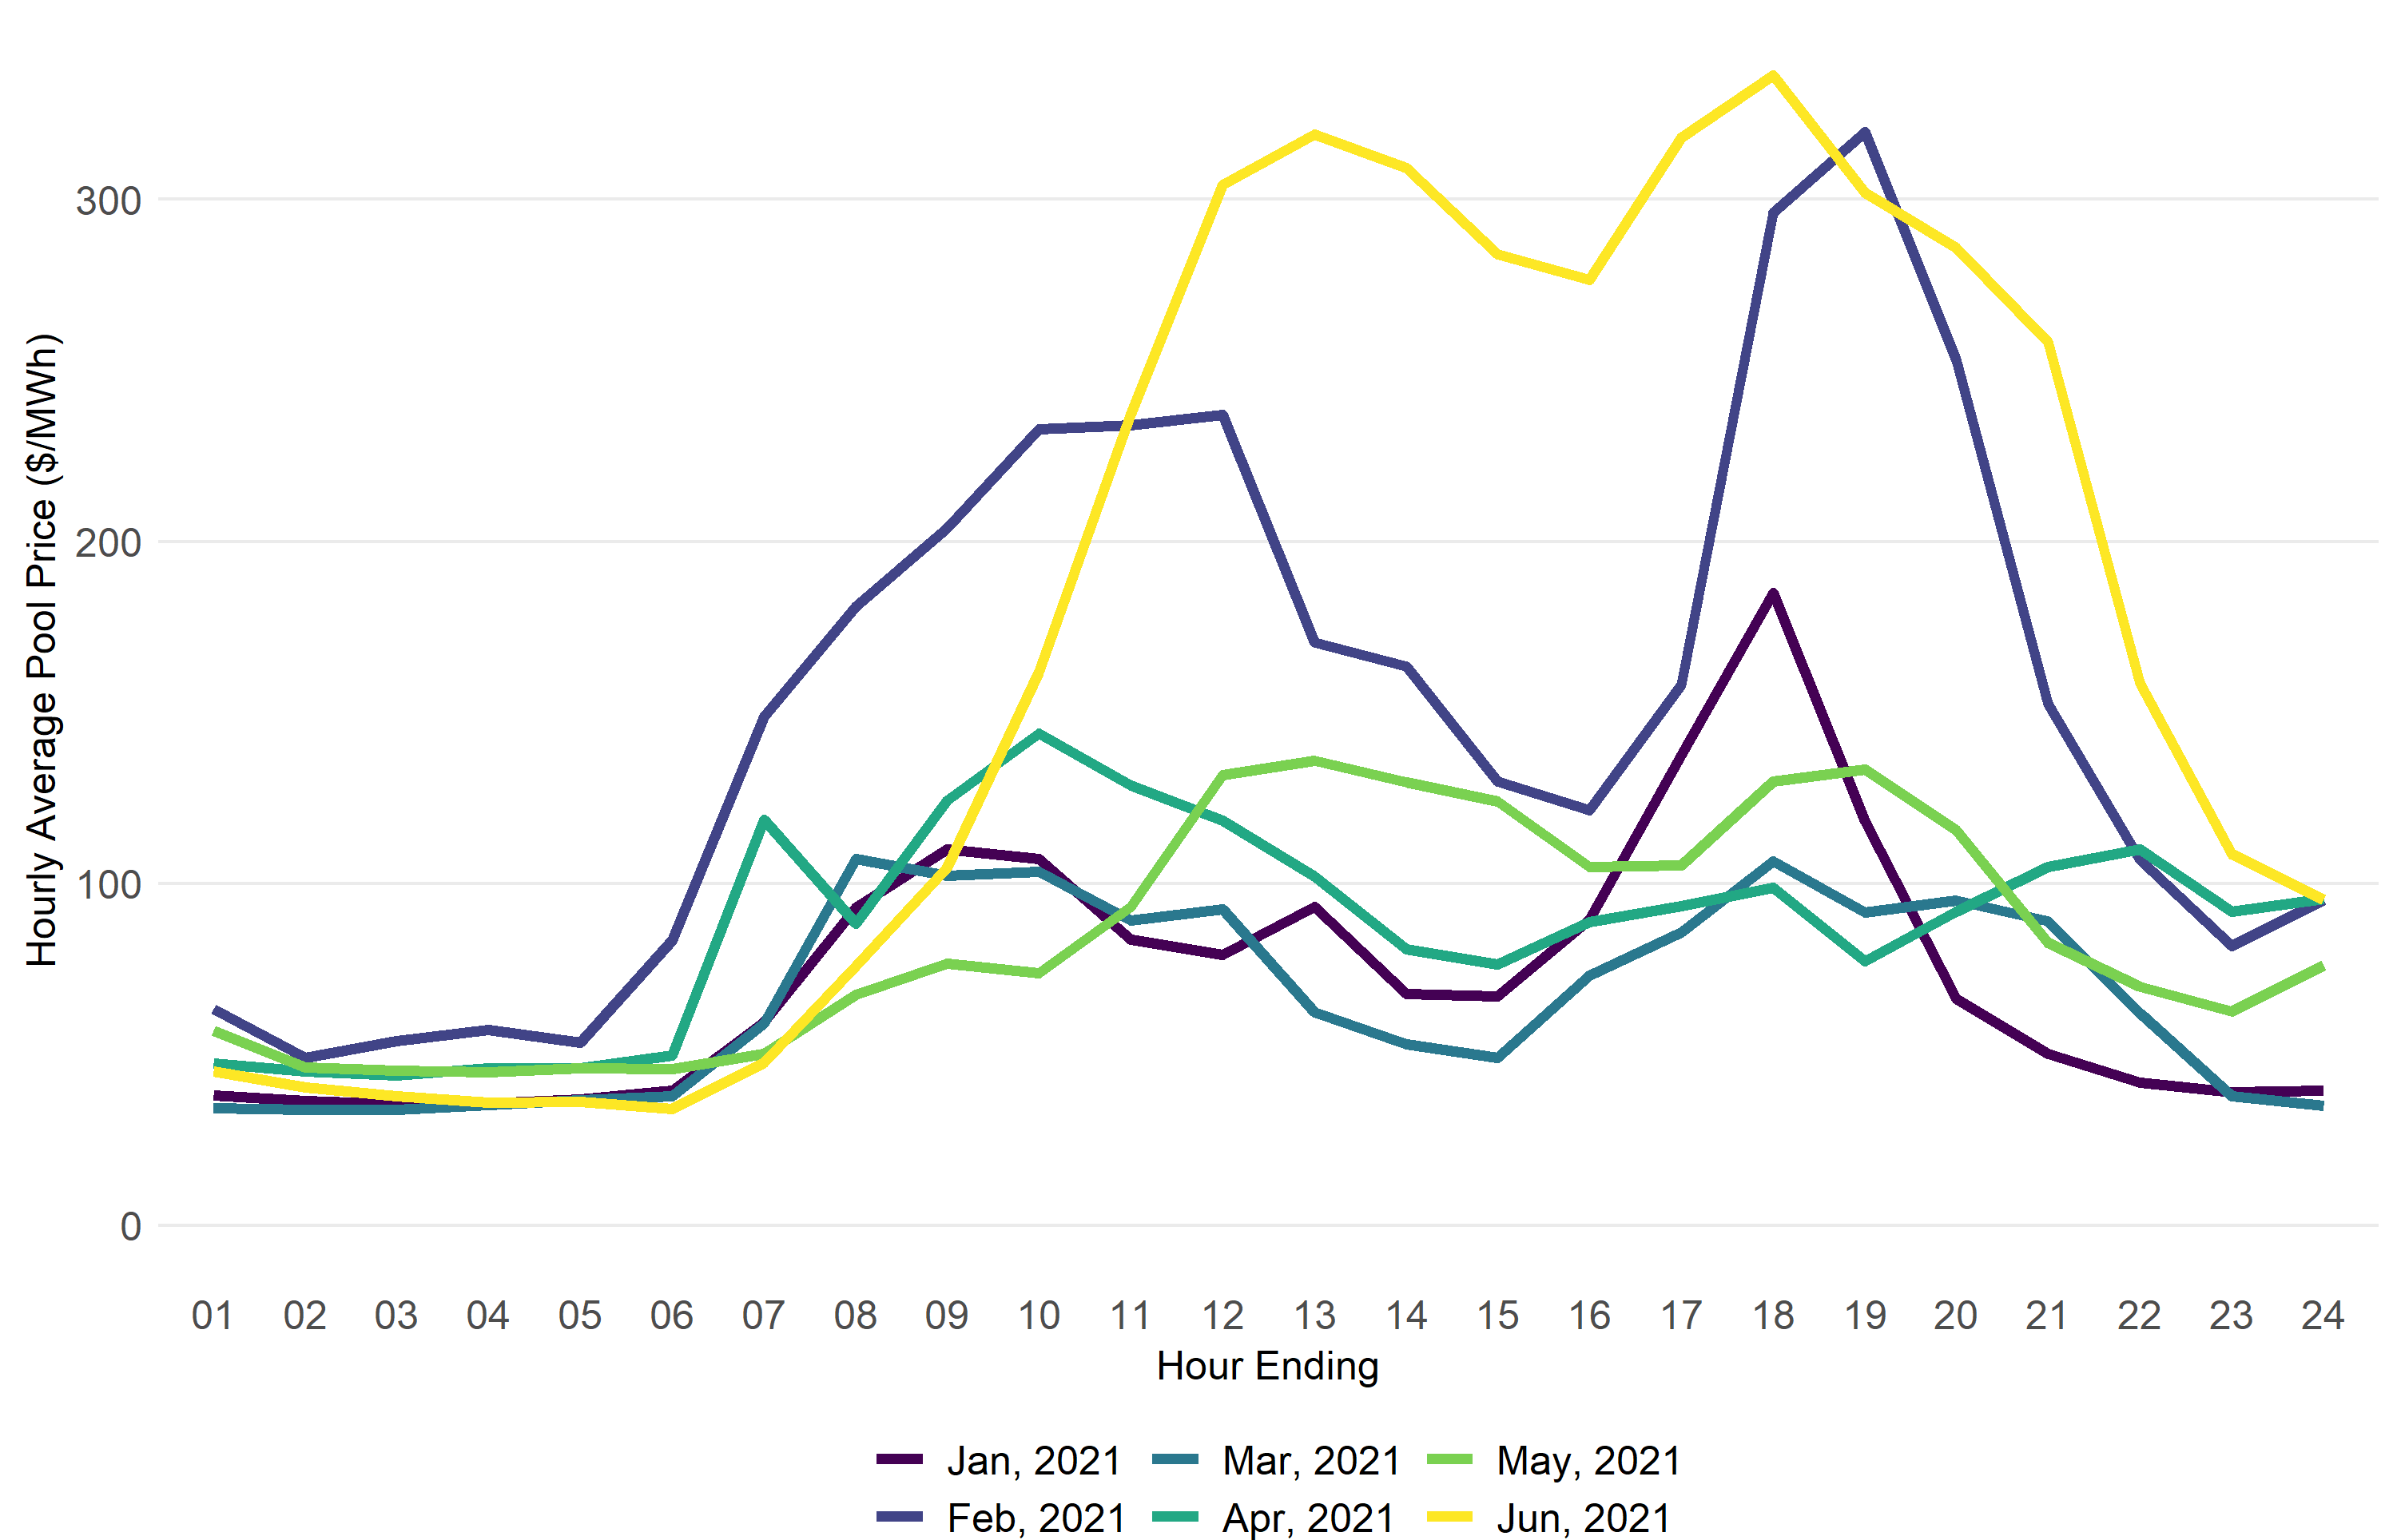 Hourly Average Pool Price ($/MWh)
300
200
100
0
01 02 03 04 05 06 07 08 09 10 11 12 13 14 15 16 17 18 19 20 21 22 23 24
Hour Ending
Jan, 2021 Mar, 2021 May, 2021
Feb, 2021 Apr, 2021 Jun, 2021